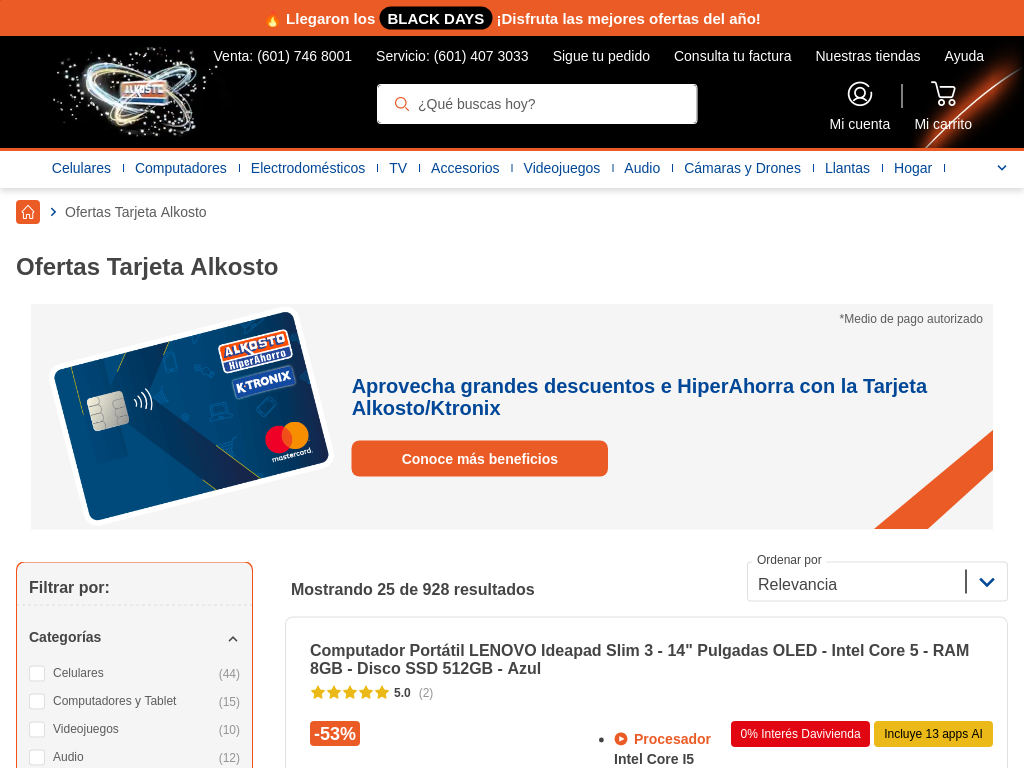 🔥 Llegaron los BLACK DAYS ¡Disfruta las mejores ofertas del año!
Venta: (601) 746 8001 Servicio: (601) 407 3033 Sigue tu pedido Consulta tu factura Nuestras tiendas Ayuda
ALKOSTO
¿Qué buscas hoy?
Mi cuenta Mi carrito
Celulares Computadores Electrodomésticos TV Accesorios Videojuegos Audio Cámaras y Drones Llantas Hogar
Ofertas Tarjeta Alkosto
Ofertas Tarjeta Alkosto
*Medio de pago autorizado
ALKOSTO
HiperAhorro
K-TRONIX
mastercard.
Aprovecha grandes descuentos e HiperAhorra con la Tarjeta
Alkosto/Ktronix
Conoce más beneficios
Filtrar por:
Categorías
Celulares (44)
Computadores y Tablet (15)
Videojuegos (10)
Audio (12)
Mostrando 25 de 928 resultados
Ordenar por
Relevancia
Computador Portátil LENOVO Ideapad Slim 3 - 14" Pulgadas OLED - Intel Core 5 - RAM
8GB - Disco SSD 512GB - Azul
5.0 (2)
-53%
Procesador
Intel Core I5
0% Interés Davivienda
Incluye 13 apps AI